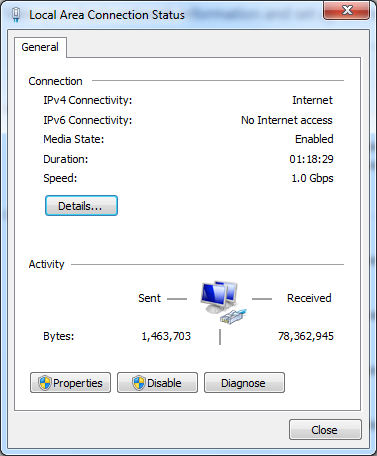 Local Area Connection Status
General
Connection
IPv4 Connectivity: Internet
IPv6 Connectivity: No Internet access
Media State: Enabled
Duration: 01:18:29
Speed: 1.0 Gbps
Details...
Activity
Sent Received
Bytes: 1,463,703 78,362,945
Properties Disable Diagnose
Close